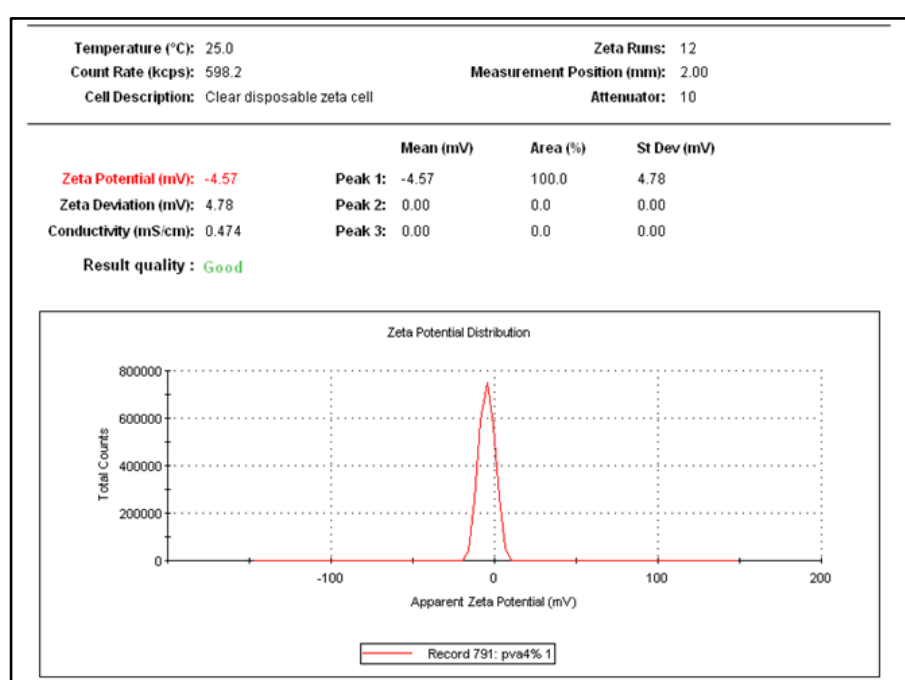 Temperature (°C): 25.0 Zeta Runs: 12
Count Rate (kcps): 598.2 Measurement Position (mm): 2.00
Cell Description: Clear disposable zeta cell Attenuator: 10
Mean (mV) Area (%) St Dev (mV)
Zeta Potential (mV): -4.57 Peak 1: -4.57 100.0 4.78
Zeta Deviation (mV): 4.78 Peak 2: 0.00 0.0 0.00
Conductivity (mS/cm): 0.474 Peak 3: 0.00 0.0 0.00
Result quality : Good
Zeta Potential Distribution
800000
600000
400000
200000
0
Total Counts
-100 0 100 200
Apparent Zeta Potential (mV)
Record 791: pva4% 1